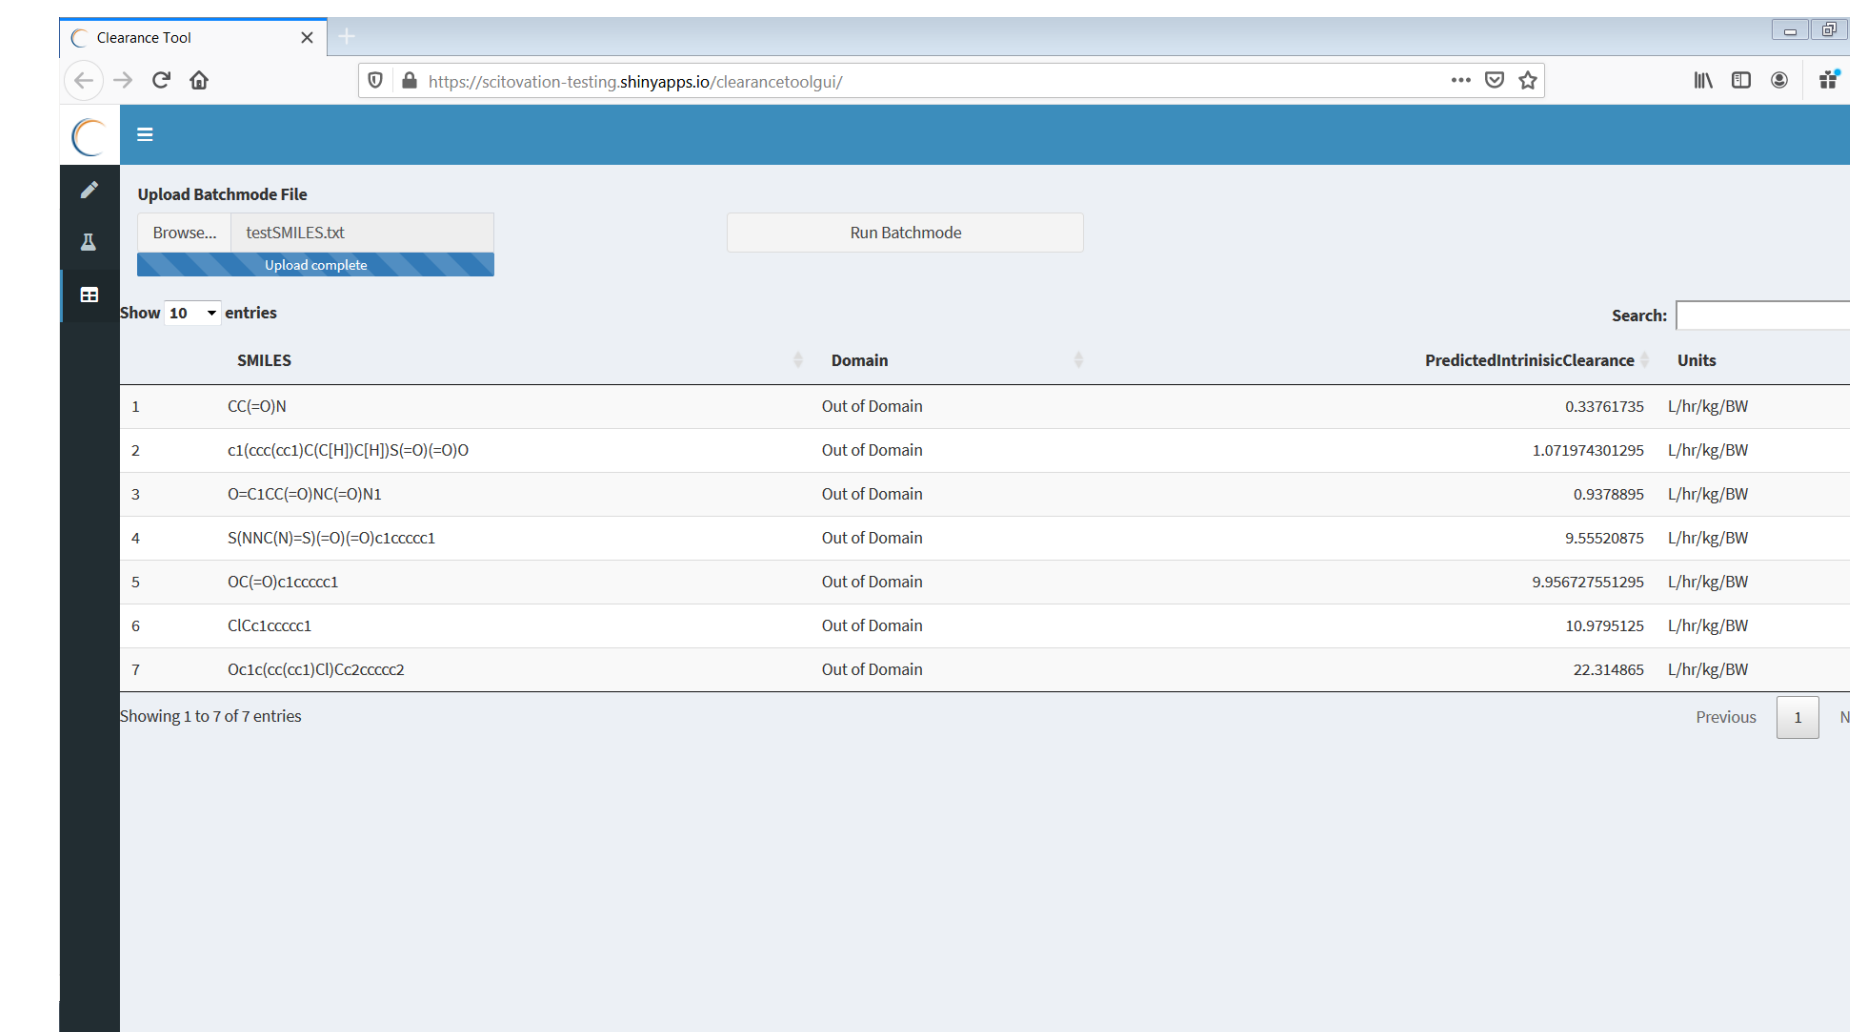 Clearance Tool
https://scitovation-testing.shinyapps.io/clearancetoolgui/
Upload Batchmode File
Browse... testSMILES.txt Run Batchmode
Upload complete
Show 10 entries Search:
SMILES Domain PredictedIntrinisicClearance Units
1 CC(=O)N Out of Domain 0.33761735 L/hr/kg/BW
2 c1(ccc(cc1)C(C[H])C[H])S(=O)(=O)O Out of Domain 1.071974301295 L/hr/kg/BW
3 O=C1CC(=O)NC(=O)N1 Out of Domain 0.9378895 L/hr/kg/BW
4 S(NNC(N)=S)(=O)(=O)c1ccccc1 Out of Domain 9.55520875 L/hr/kg/BW
5 OC(=O)c1ccccc1 Out of Domain 9.956727551295 L/hr/kg/BW
6 ClCc1ccccc1 Out of Domain 10.9795125 L/hr/kg/BW
7 Oc1c(cc(cc1)Cl)Cc2ccccc2 Out of Domain 22.314865 L/hr/kg/BW
Showing 1 to 7 of 7 entries Previous 1 N